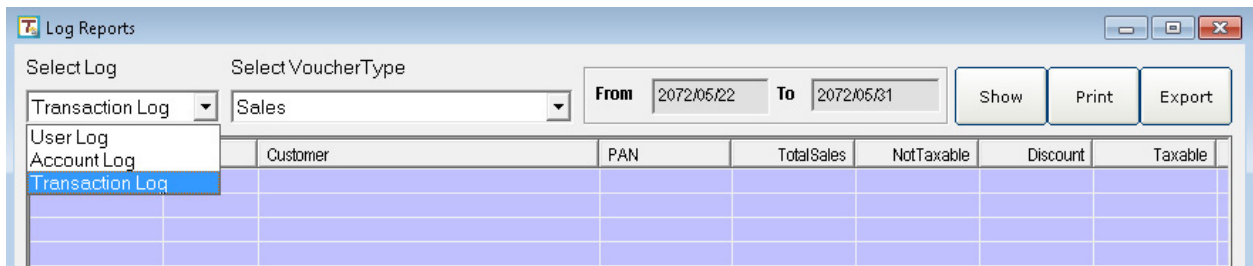 Log Reports
Select Log Select VoucherType
Transaction Log Sales From 2072/05/22 To 2072/05/31 Show Print Export
User Log
Account Log
Transaction Log
Customer PAN TotalSales NotTaxable Discount Taxable